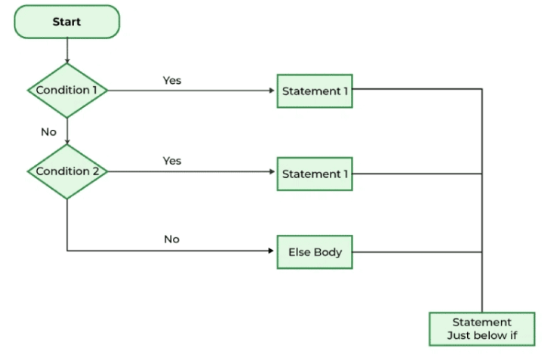 Start
Condition 1
Yes
Statement 1
No
Condition 2
Yes
Statement 1
No
Else Body
Statement
Just below if